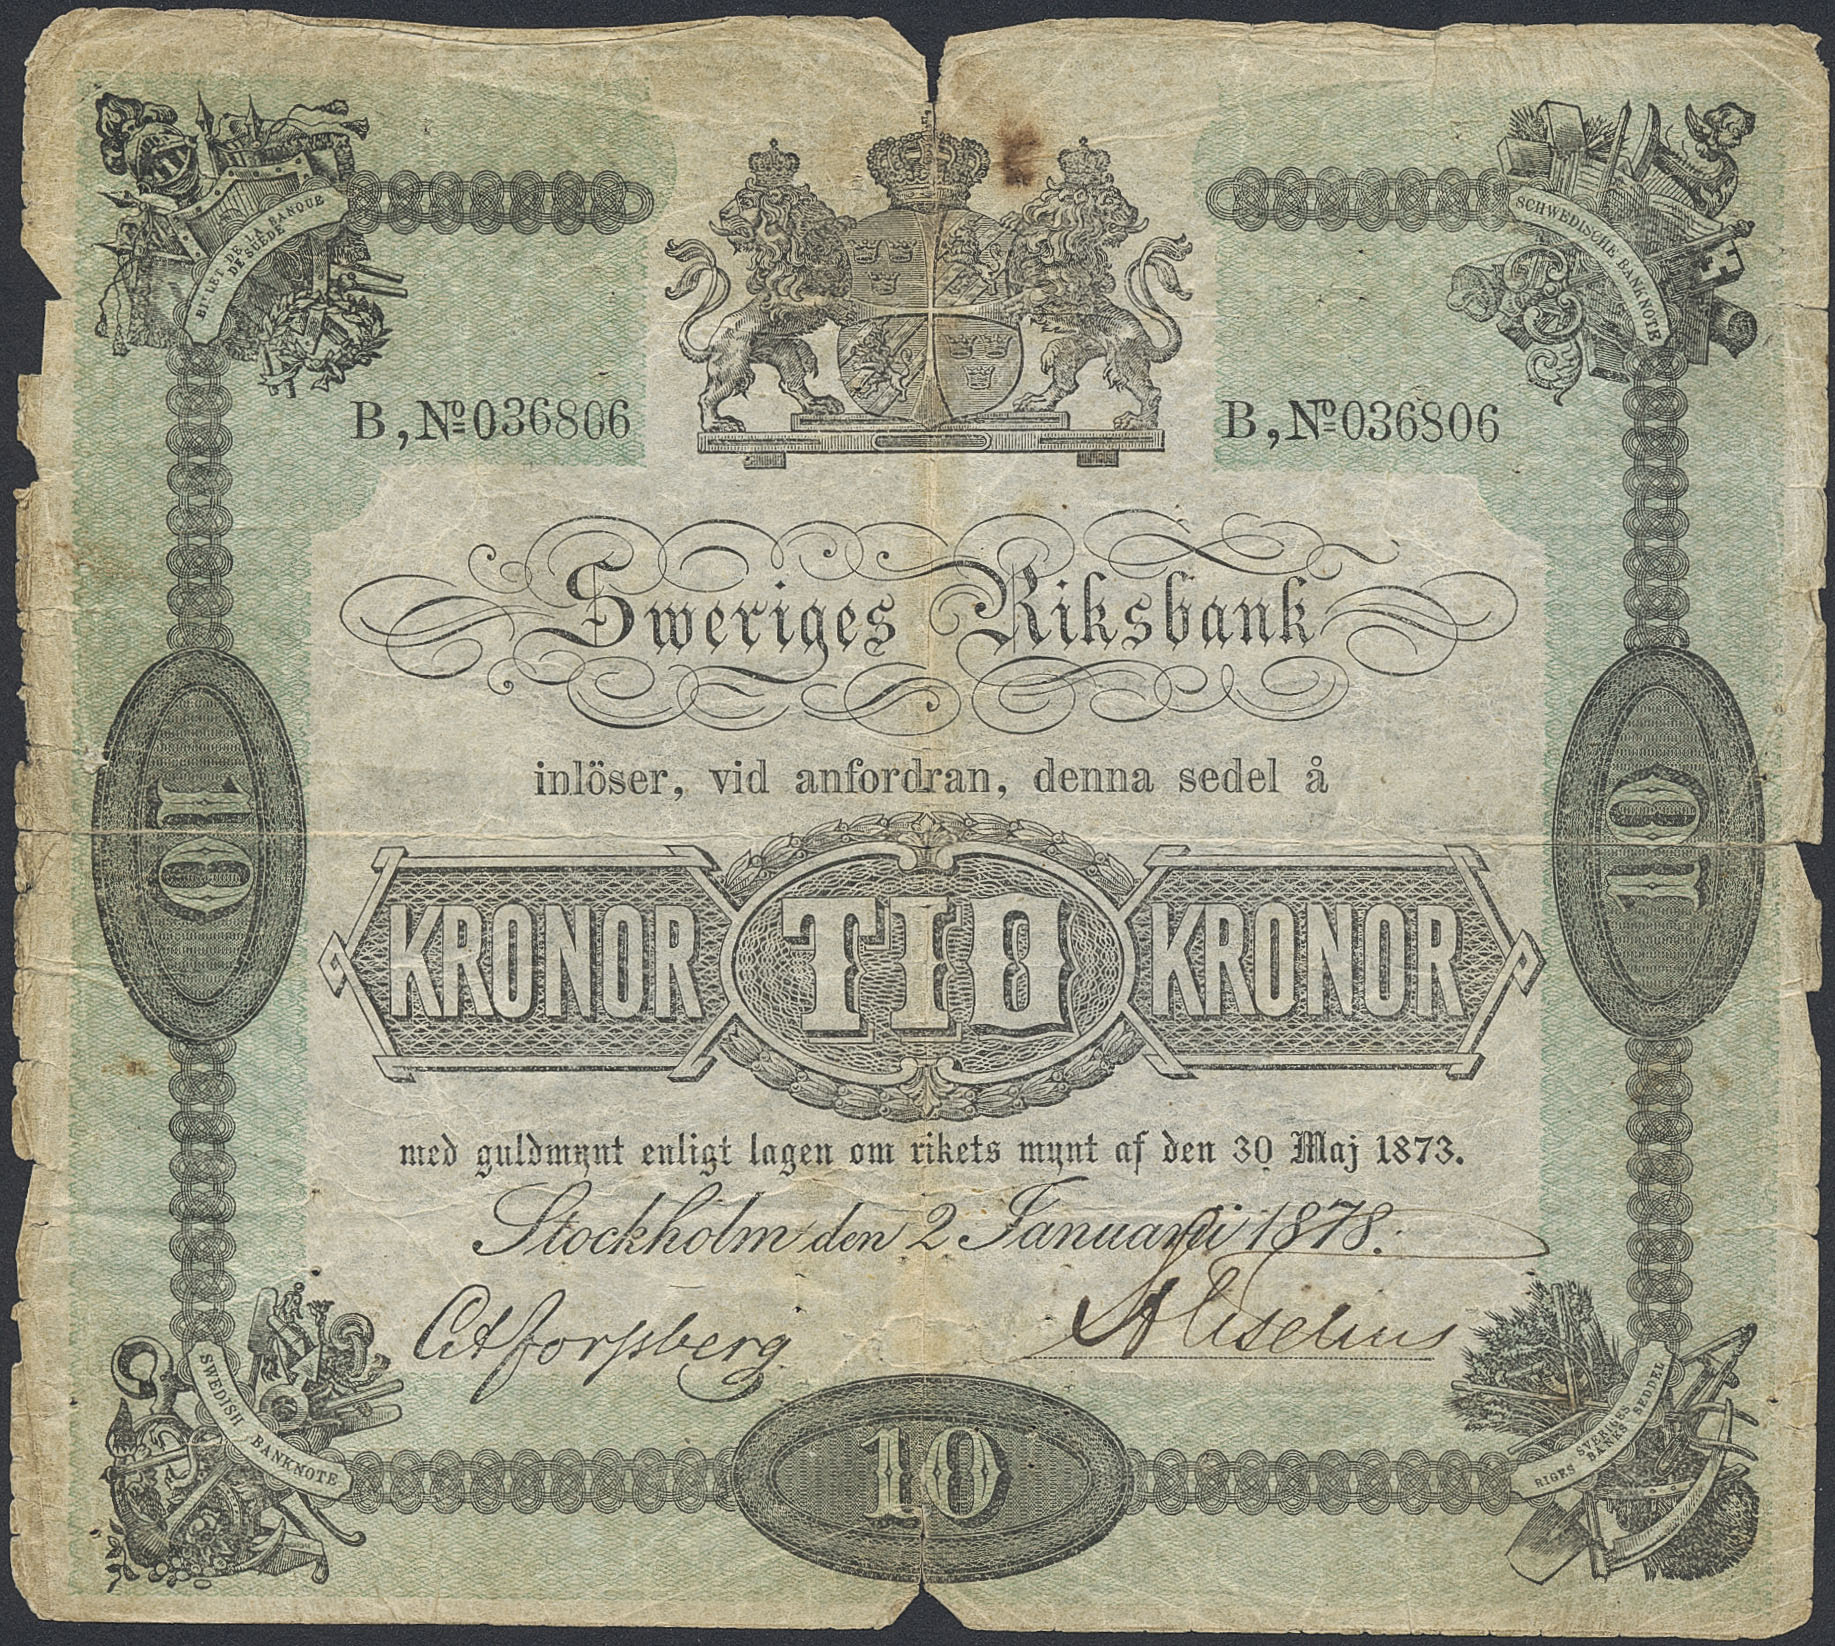 BILLET DE LA BANQUE
DE SUÈDE
SCHWEDISCHE BANKNOTE
B, Nº 036806
B, Nº 036806
Sweriges Riksbank
inlöser, vid anfordran, denna sedel å
10
10
KRONOR TIO KRONOR
med guldmynt enligt lagen om rikets mynt af den 30 Maj 1873.
Stockholm den 2 Januari 1878.
SWEDISH BANKNOTE
10
SVERIGES
RIGES BANKS SEDDEL